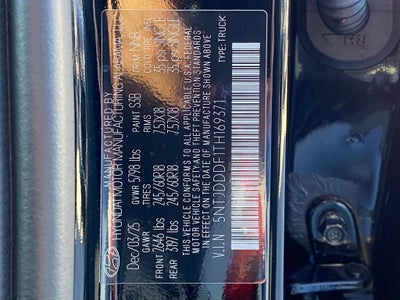 HYUNDAI MOTOR MANUFACTURING ALABAMA, LLC
Dec/03/25 GVWR 5798 lbs PAINT S3B TRIM NNB
GAWR TIRES RIMS COLD TIRE INF.
FRONT 2646 lbs 245/60R18 7.5JX18 35 psi SINGLE
REAR 3197 lbs 245/60R18 7.5JX18 35 psi SINGLE
THIS VEHICLE CONFORMS TO ALL APPLICABLE U.S. FEDERAL
MOTOR VEHICLE SAFETY AND THEFT PREVENTION STANDARDS
IN EFFECT ON THE DATE OF MANUFACTURE SHOWN ABOVE.
V.I.N : 5NTJDDDF1TH169371 TYPE:TRUCK
RH